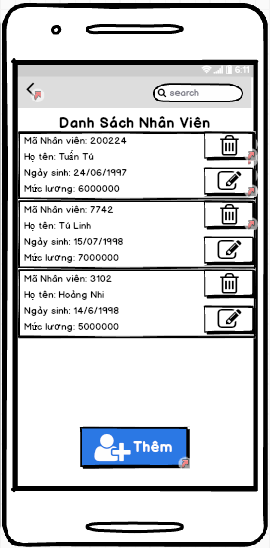 6:11
search
Danh Sách Nhân Viên
Mã Nhân viên: 200224
Họ tên: Tuấn Tú
Ngày sinh: 24/06/1997
Mức lương: 6000000
Mã Nhân viên: 7742
Họ tên: Tú Linh
Ngày sinh: 15/07/1998
Mức lương: 7000000
Mã Nhân viên: 3102
Họ tên: Hoàng Nhi
Ngày sinh: 14/6/1998
Mức lương: 5000000
Thêm